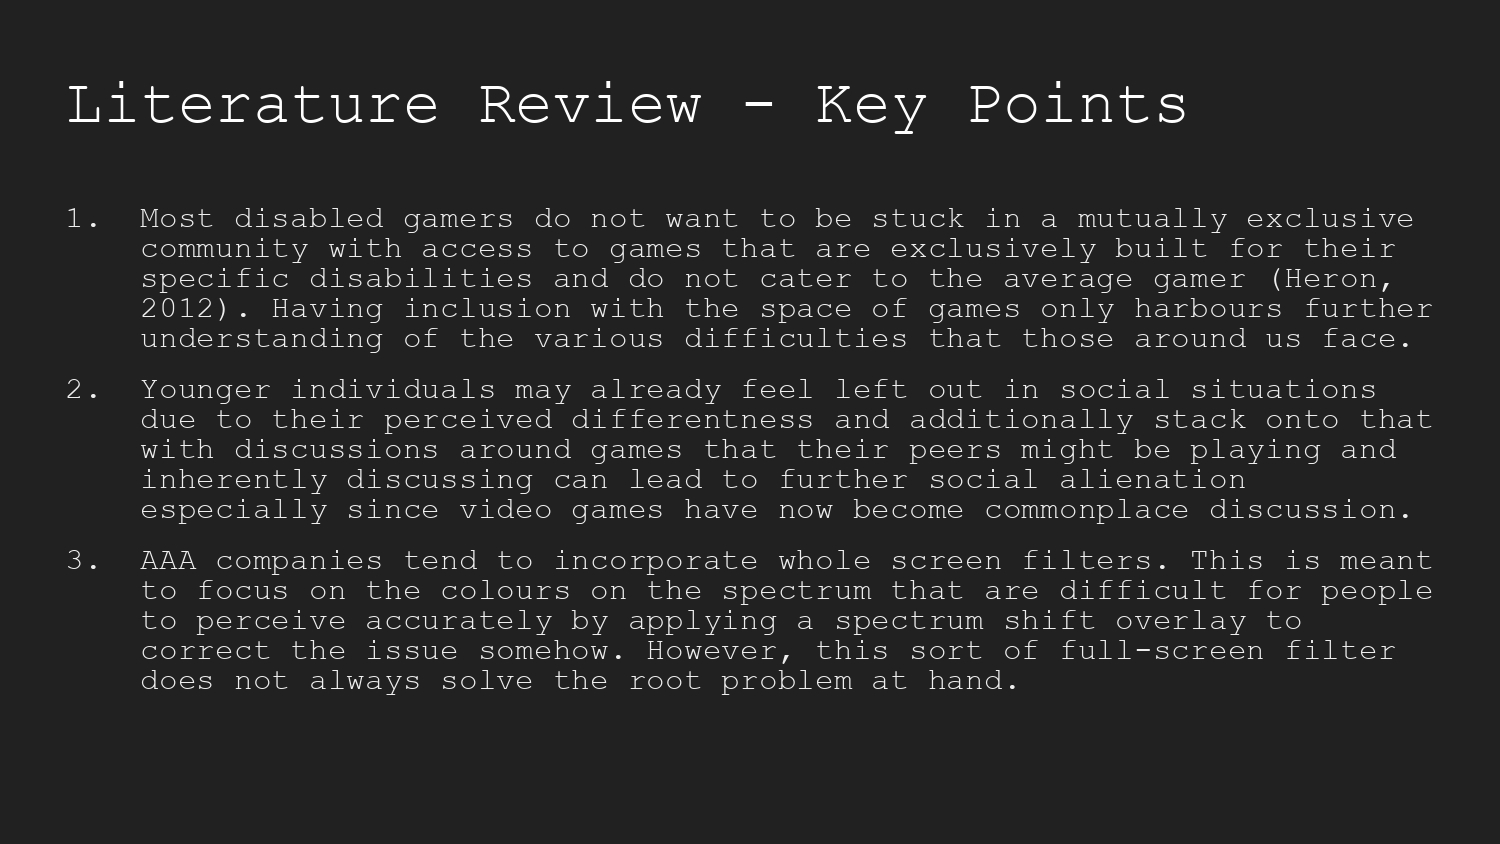 Literature Review - Key Points
1. Most disabled gamers do not want to be stuck in a mutually exclusive
community with access to games that are exclusively built for their
specific disabilities and do not cater to the average gamer (Heron,
2012). Having inclusion with the space of games only harbours further
understanding of the various difficulties that those around us face.
2. Younger individuals may already feel left out in social situations
due to their perceived differentness and additionally stack onto that
with discussions around games that their peers might be playing and
inherently discussing can lead to further social alienation
especially since video games have now become commonplace discussion.
3. AAA companies tend to incorporate whole screen filters. This is meant
to focus on the colours on the spectrum that are difficult for people
to perceive accurately by applying a spectrum shift overlay to
correct the issue somehow. However, this sort of full-screen filter
does not always solve the root problem at hand.